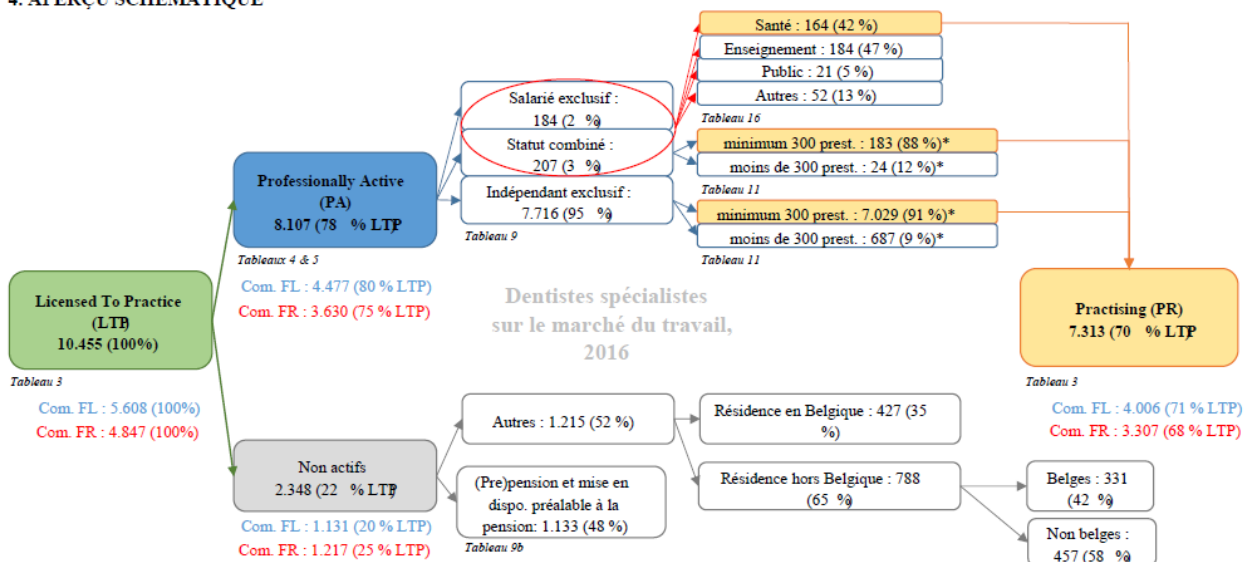 4. APERÇU SCHÉMATIQUE
Santé : 164 (42 %)
Enseignement : 184 (47 %)
Public : 21 (5 %)
Autres : 52 (13 %)
Tableau 16
Salarié exclusif :
184 (2 %)
Statut combiné :
207 (3 %)
Indépendant exclusif :
7.716 (95 %)
Tableau 9
minimum 300 prest. : 183 (88 %)*
moins de 300 prest. : 24 (12 %)*
Tableau 11
minimum 300 prest. : 7.029 (91 %)*
moins de 300 prest. : 687 (9 %)*
Tableau 11
Professionally Active
(PA)
8.107 (78 % LTP)
Tableaux 4 & 5
Com. FL : 4.477 (80 % LTP)
Com. FR : 3.630 (75 % LTP)
Dentistes spécialistes
sur le marché du travail,
2016
Licensed To Practice
(LTP)
10.455 (100%)
Tableau 3
Com. FL : 5.608 (100%)
Com. FR : 4.847 (100%)
Practising (PR)
7.313 (70 % LTP
Tableau 3
Com. FL : 4.006 (71 % LTP)
Com. FR : 3.307 (68 % LTP)
Non actifs
2.348 (22 % LTP)
Com. FL : 1.131 (20 % LTP)
Com. FR : 1.217 (25 % LTP)
Autres : 1.215 (52 %)
(Pre)pension et mise en
dispo. préalable à la
pension: 1.133 (48 %)
Tableau 9b
Résidence en Belgique : 427 (35
%)
Résidence hors Belgique : 788
(65 %)
Belges : 331
(42 %)
Non belges :
457 (58 %)